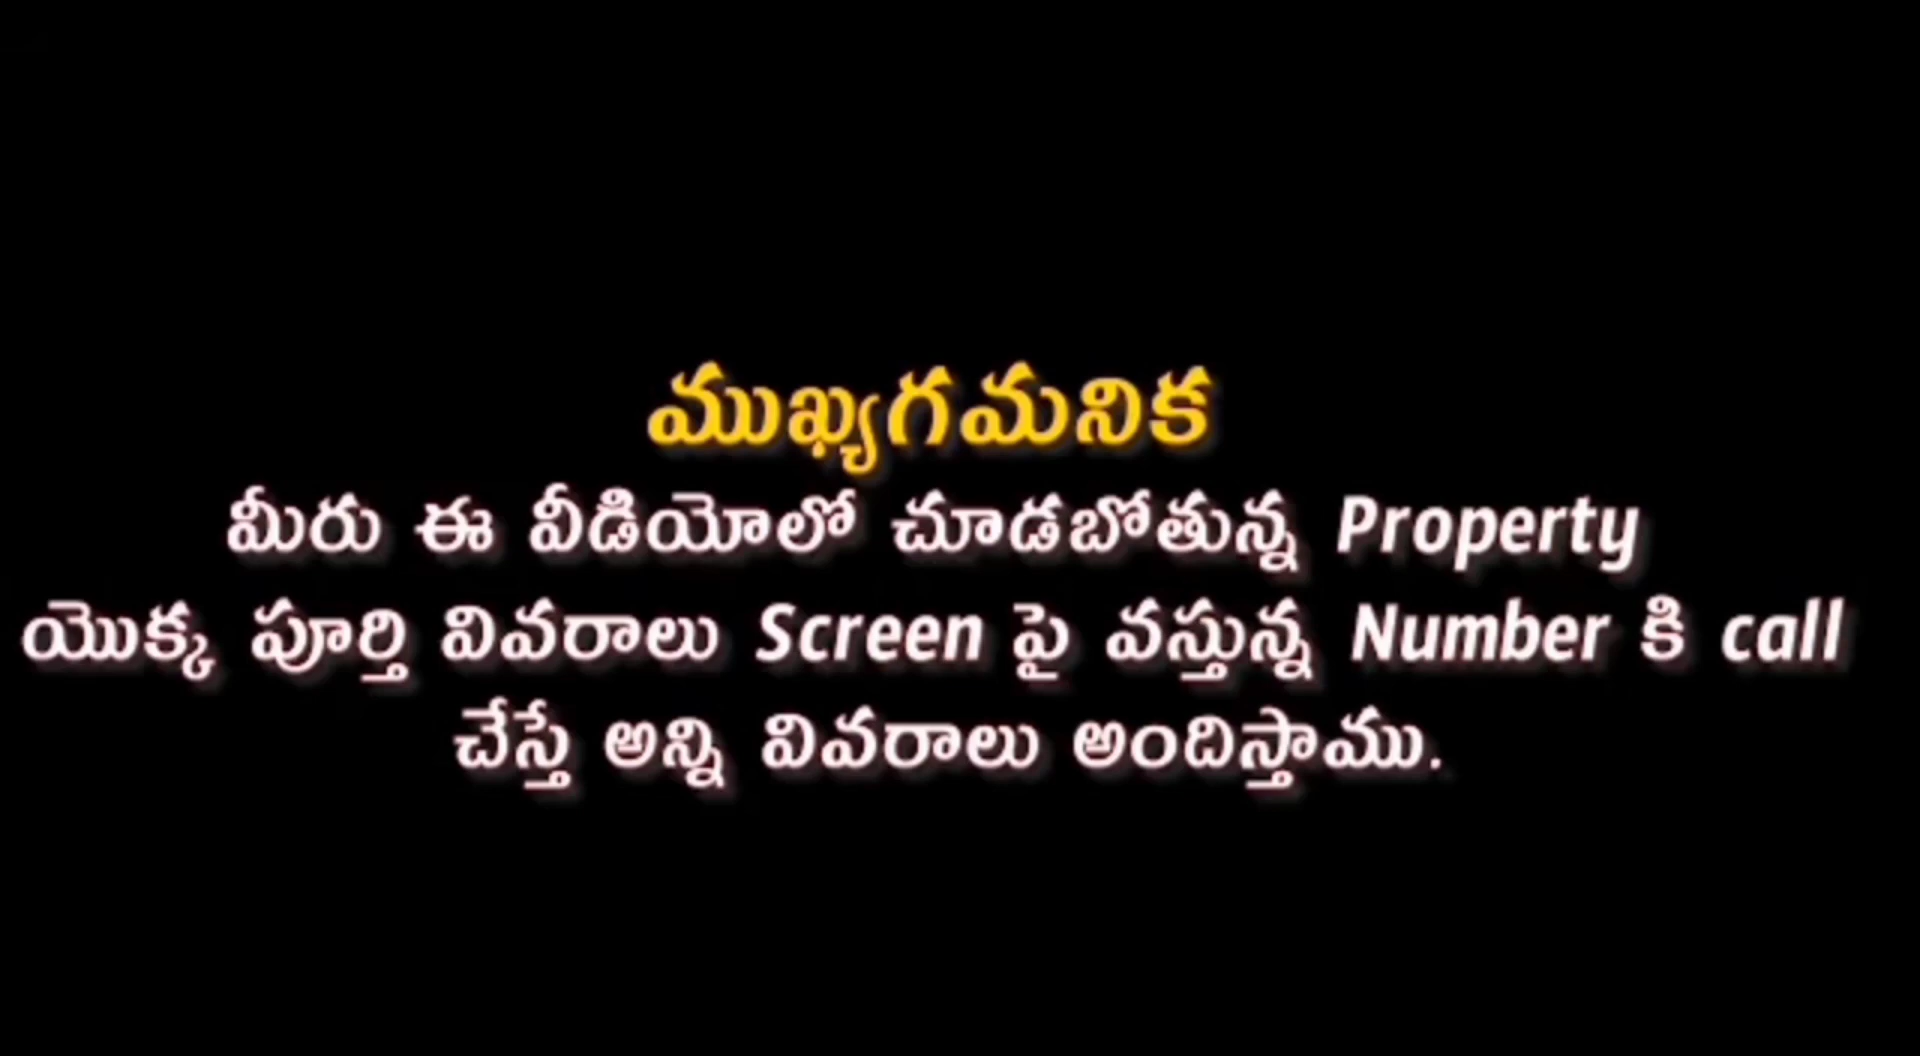 ముఖ్యగమనిక
మీరు ఈ వీడియోలో చూడబోతున్న Property
యొక్క పూర్తి వివరాలు Screen పై వస్తున్న Number కి call
చేస్తే అన్ని వివరాలు అందిస్తాము.